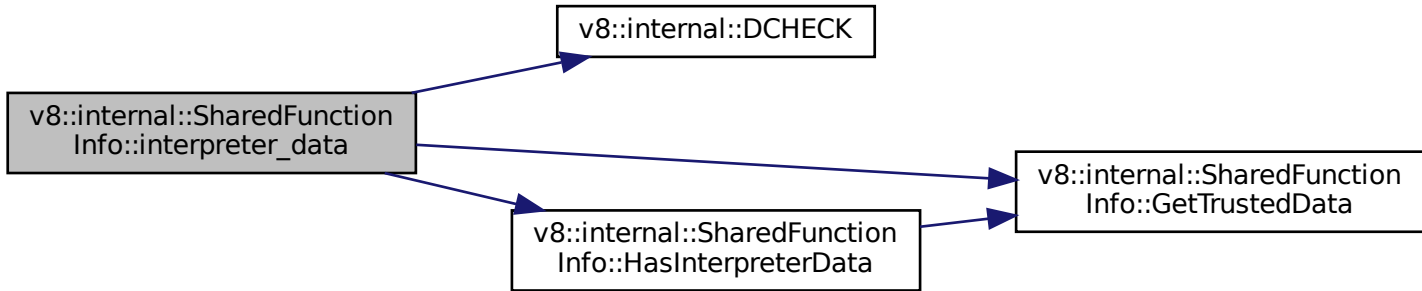 v8::internal::DCHECK
v8::internal::SharedFunction
Info::interpreter_data
v8::internal::SharedFunction
Info::GetTrustedData
v8::internal::SharedFunction
Info::HasInterpreterData